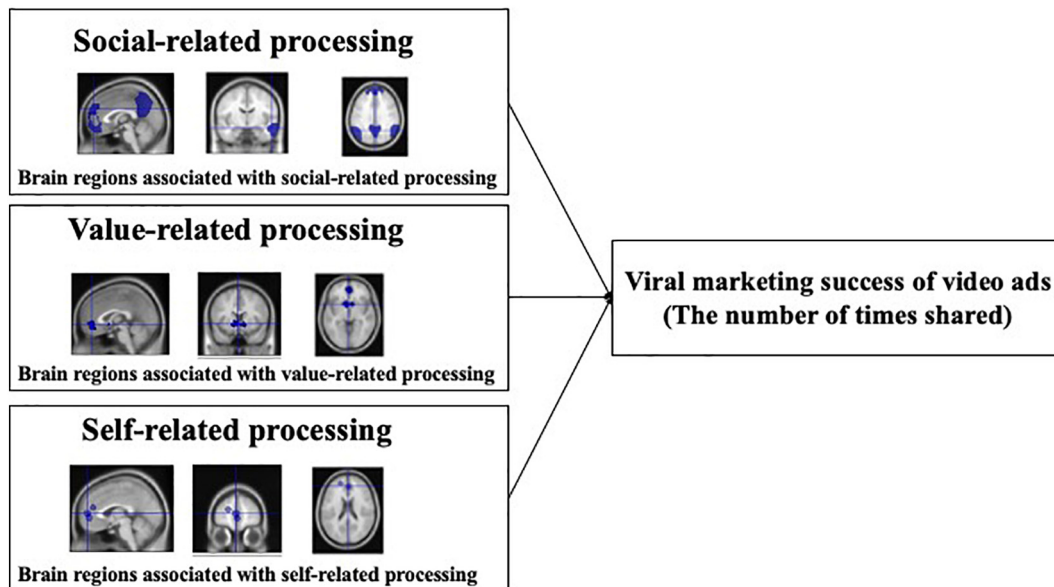 Social-related processing
Brain regions associated with social-related processing
Value-related processing
Brain regions associated with value-related processing
Self-related processing
Brain regions associated with self-related processing
Viral marketing success of video ads
(The number of times shared)